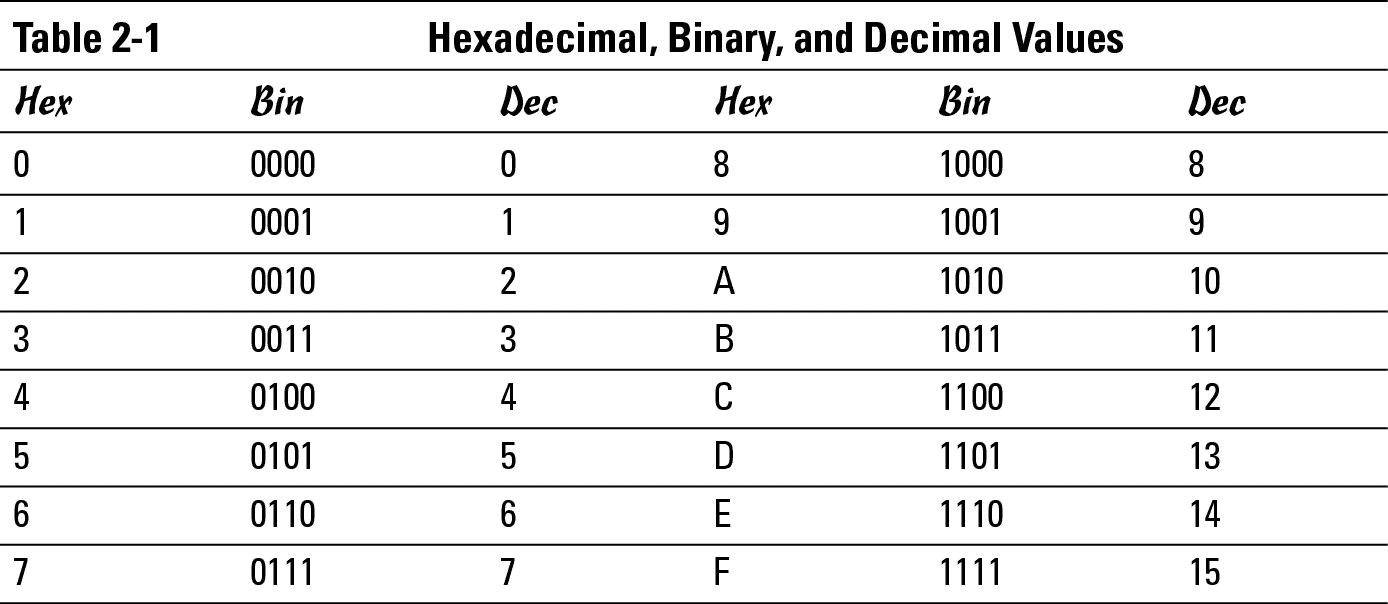 Table 2-1 Hexadecimal, Binary, and Decimal Values
Hex Bin Dec Hex Bin Dec
0 0000 0 8 1000 8
1 0001 1 9 1001 9
2 0010 2 A 1010 10
3 0011 3 B 1011 11
4 0100 4 C 1100 12
5 0101 5 D 1101 13
6 0110 6 E 1110 14
7 0111 7 F 1111 15